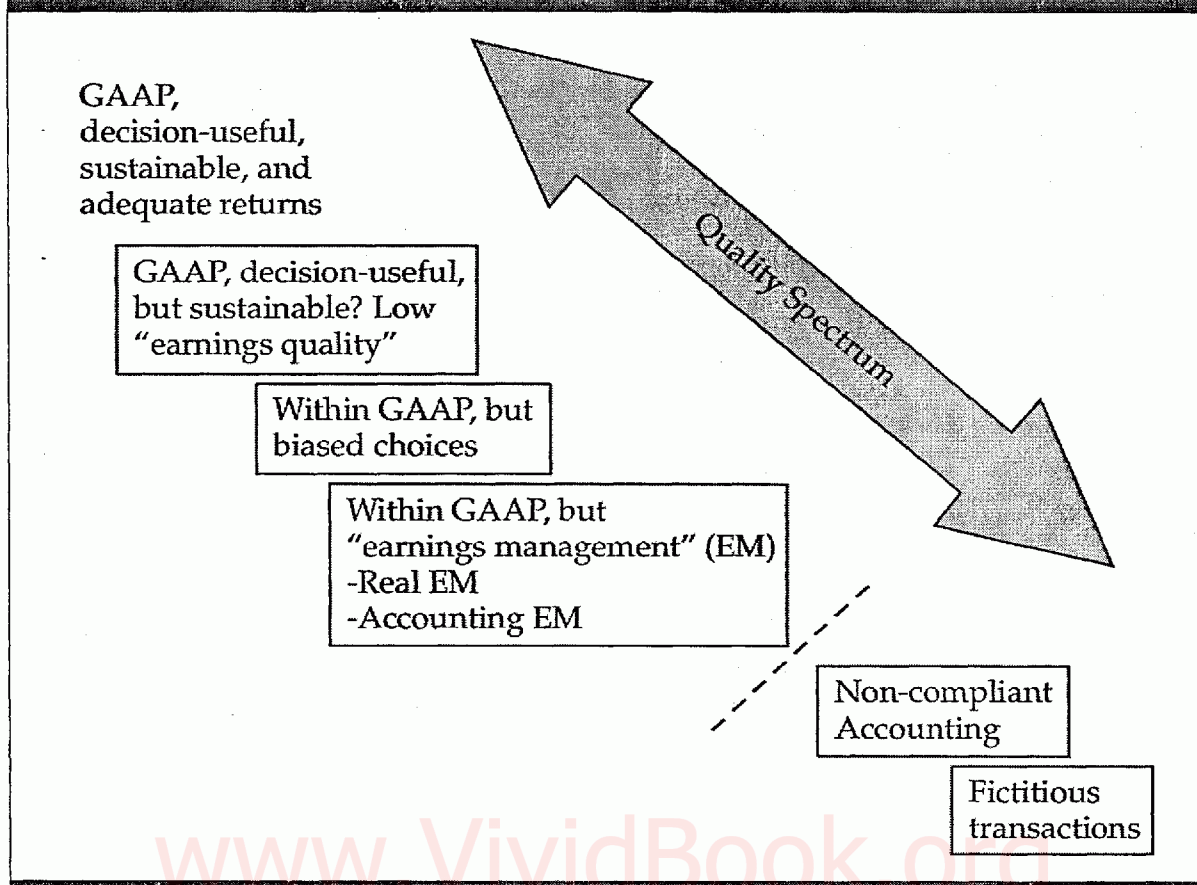 GAAP,
decision-useful,
sustainable, and
adequate returns
GAAP, decision-useful,
but sustainable? Low
“earnings quality”
Within GAAP, but
biased choices
Within GAAP, but
“earnings management” (EM)
-Real EM
-Accounting EM
Quality Spectrum
Non-compliant
Accounting
Fictitious
transactions
www.VividBook.org